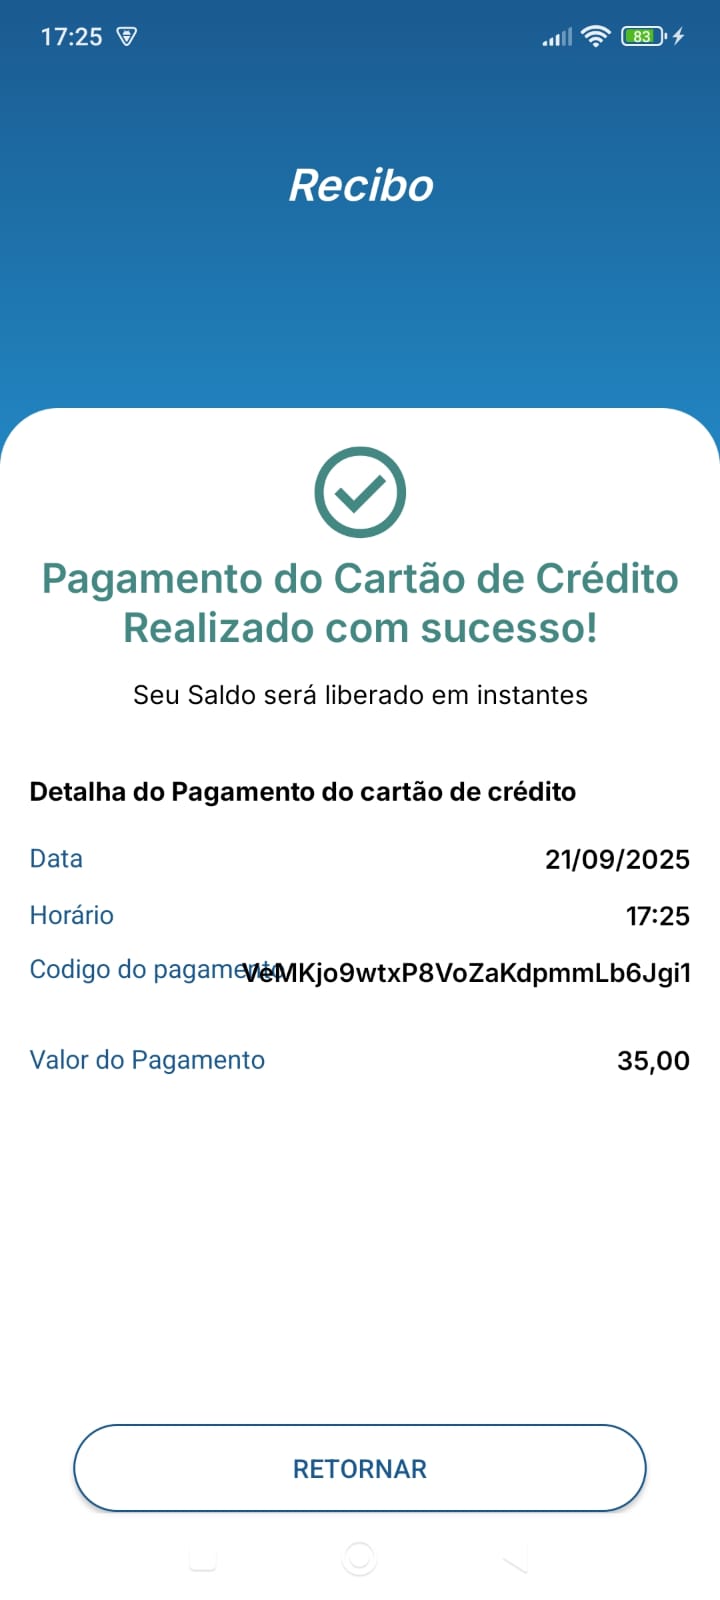 17:25
83
Recibo
Pagamento do Cartão de Crédito
Realizado com sucesso!
Seu Saldo será liberado em instantes
Detalha do Pagamento do cartão de crédito
Data 21/09/2025
Horário 17:25
Codigo do pagamento VeMKjo9wtxP8VoZaKdpmmLb6Jgi1
Valor do Pagamento 35,00
RETORNAR